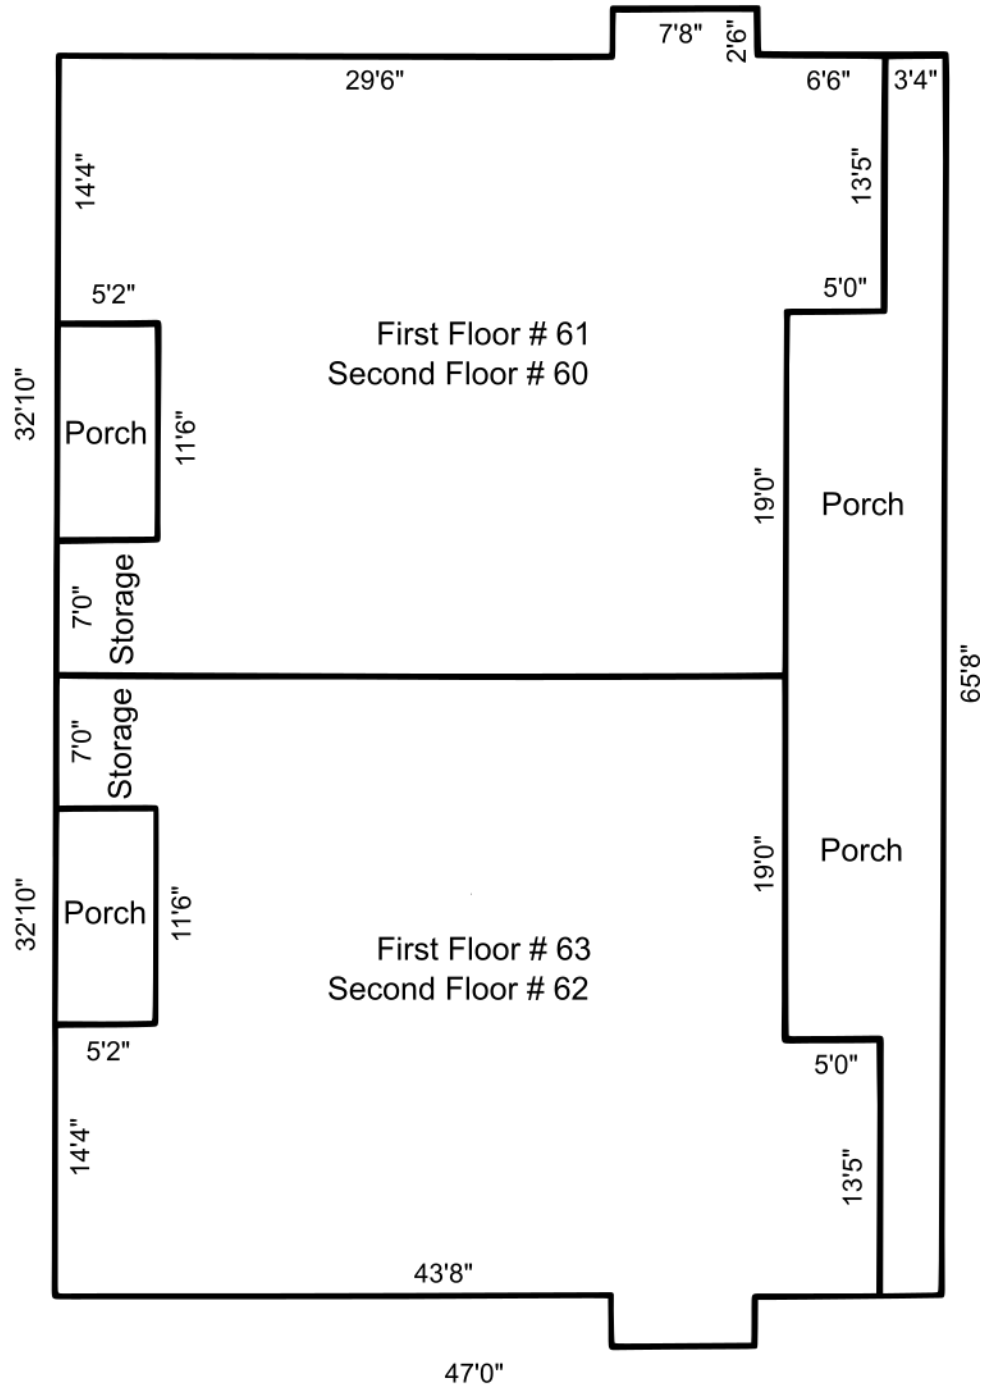 7'8"
2'6"
29'6"
6'6"
3'4"
14'4"
13'5"
5'2"
5'0"
First Floor # 61
Second Floor # 60
32'10"
Porch
11'6"
19'0"
Porch
7'0"
Storage
65'8"
7'0"
Storage
19'0"
Porch
32'10"
Porch
11'6"
First Floor # 63
Second Floor # 62
5'2"
5'0"
14'4"
13'5"
43'8"
47'0"